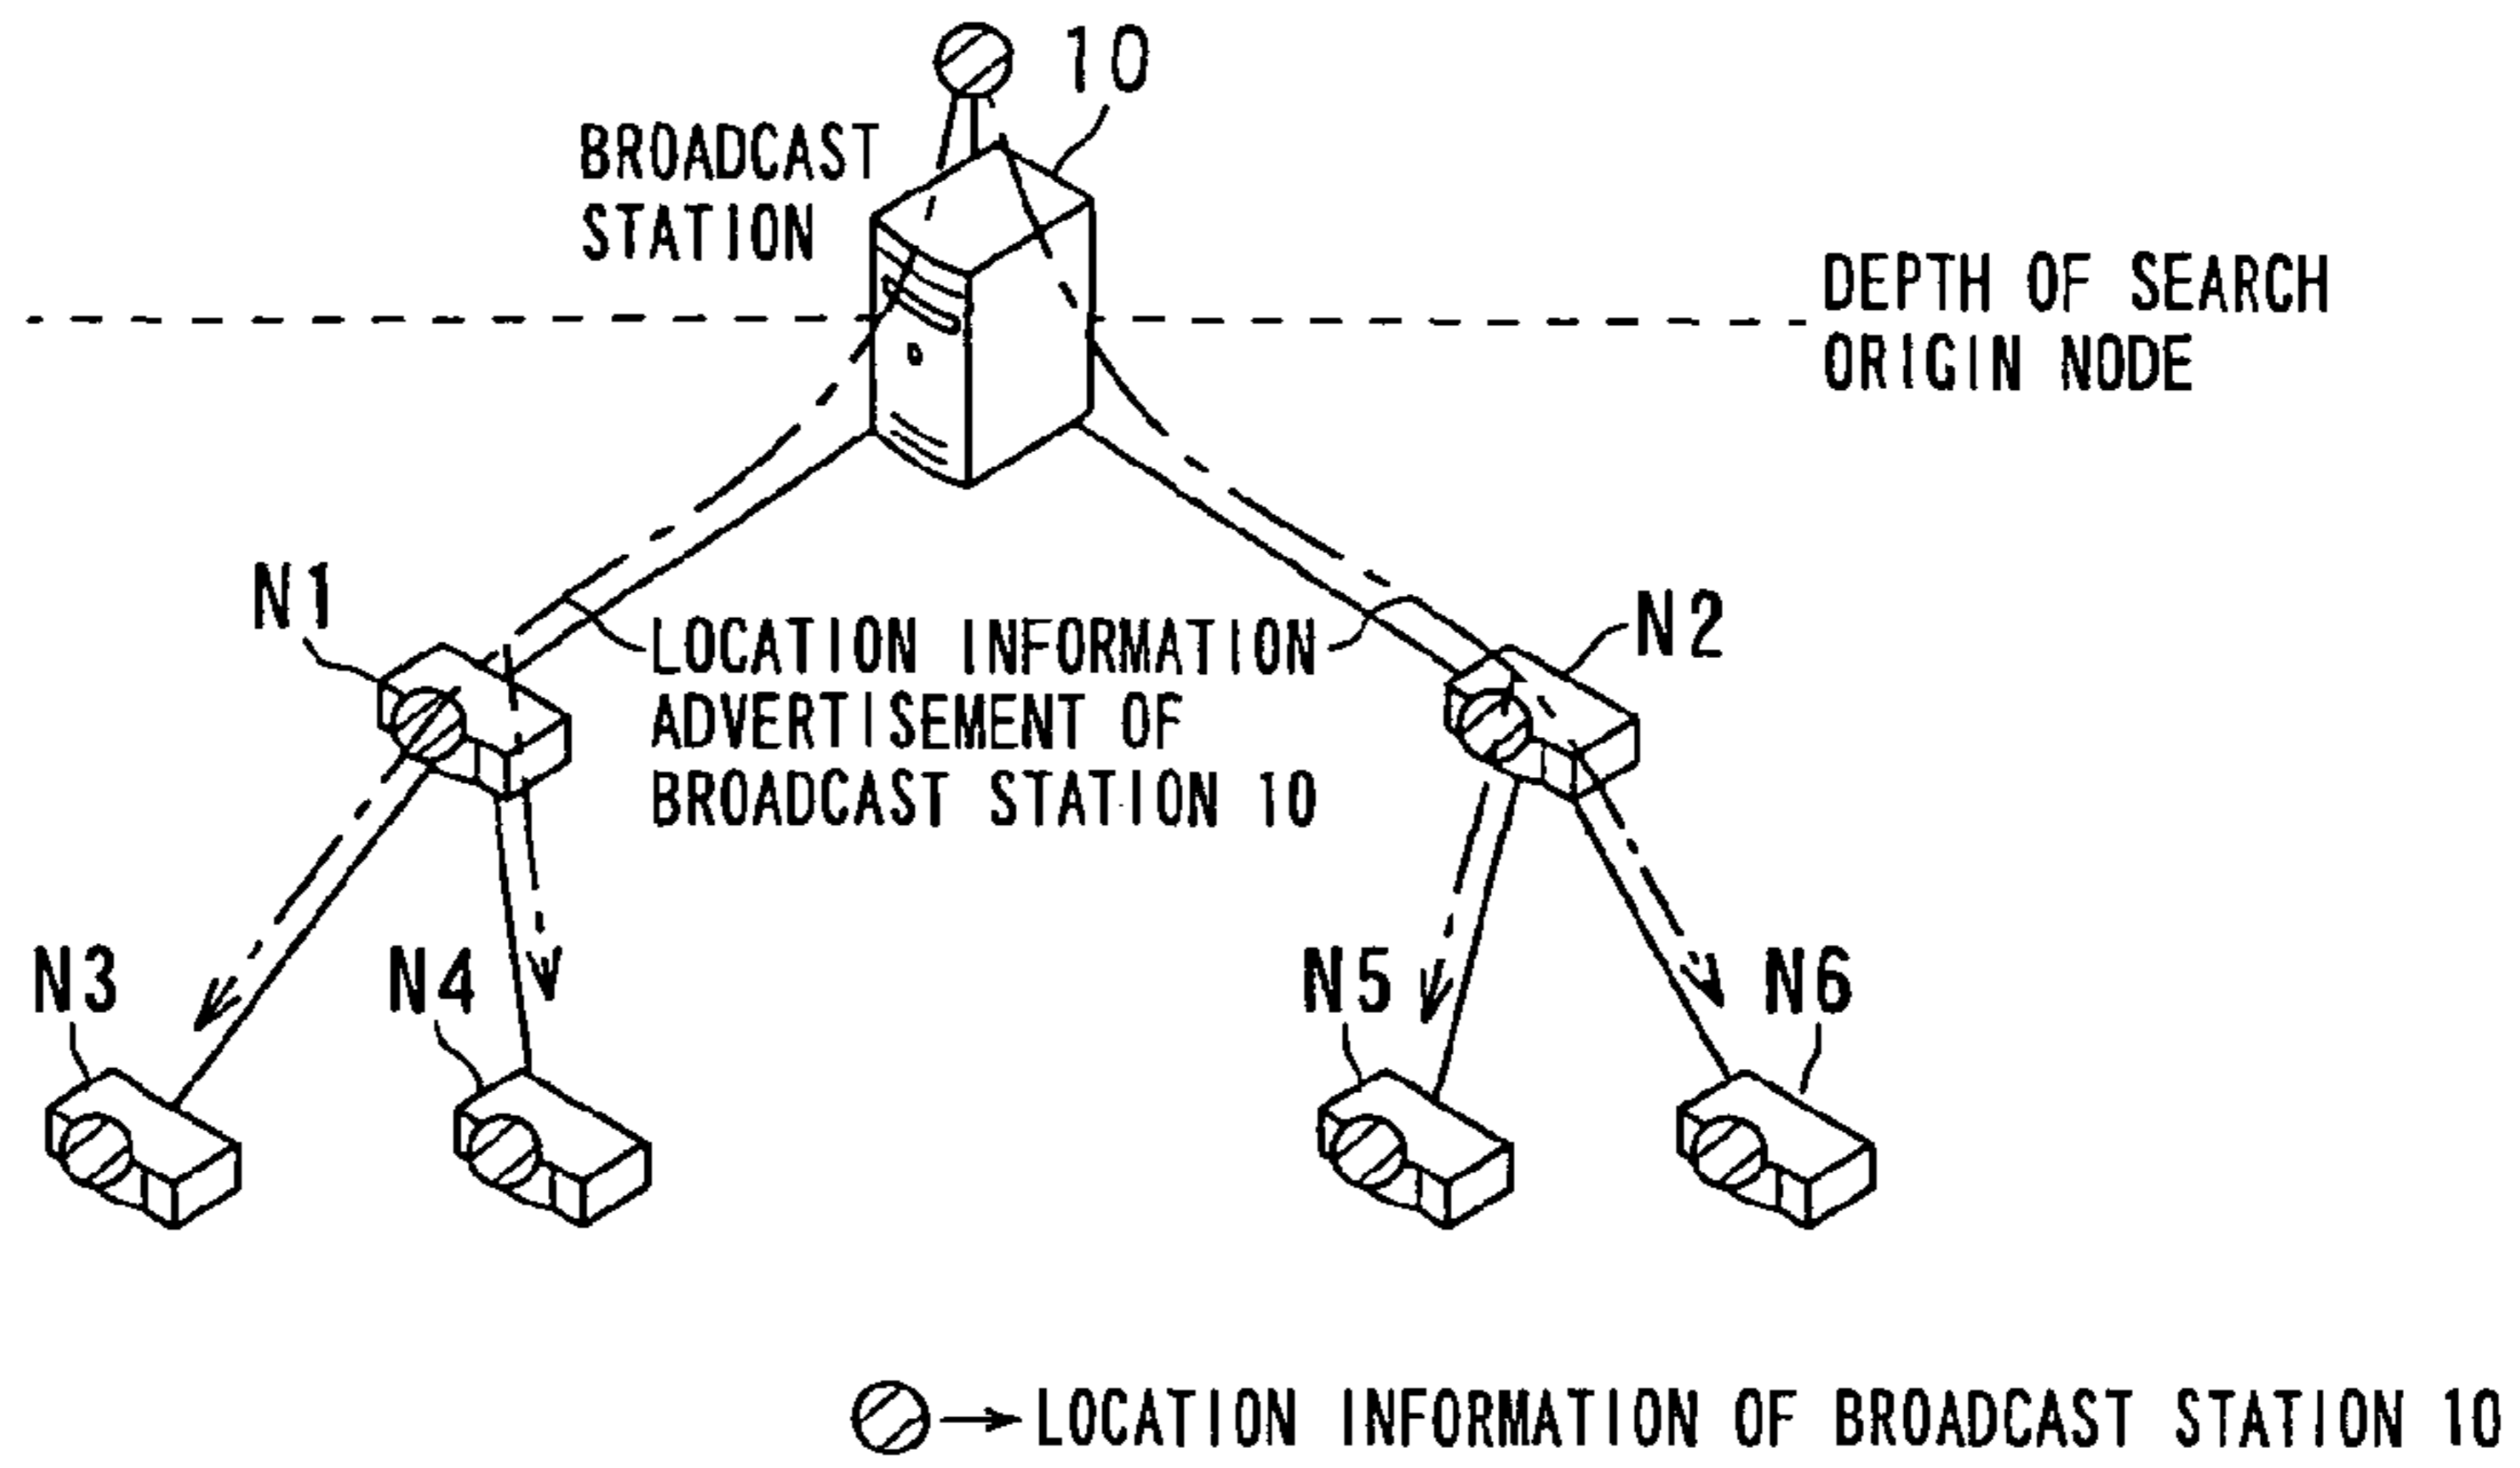 10
BROADCAST
STATION
DEPTH OF SEARCH
ORIGIN NODE
N1
N2
LOCATION INFORMATION
ADVERTISEMENT OF
BROADCAST STATION 10
N3
N4
N5
N6
LOCATION INFORMATION OF BROADCAST STATION 10